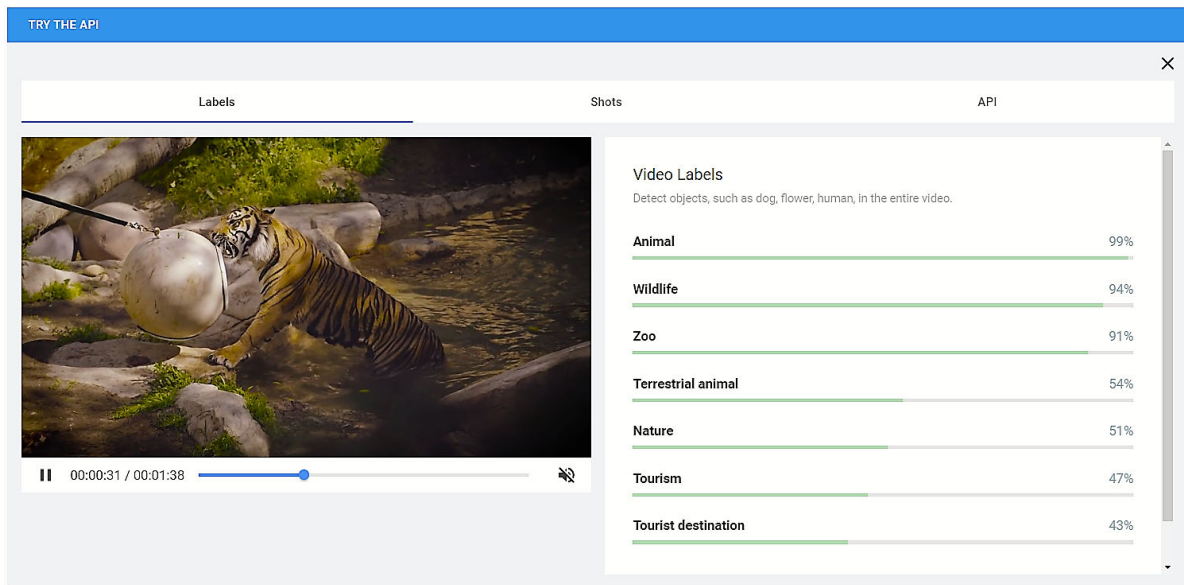 TRY THE API
Labels
Shots
API
00:00:31 / 00:01:38
Video Labels
Detect objects, such as dog, flower, human, in the entire video.
Animal 99%
Wildlife 94%
Zoo 91%
Terrestrial animal 54%
Nature 51%
Tourism 47%
Tourist destination 43%